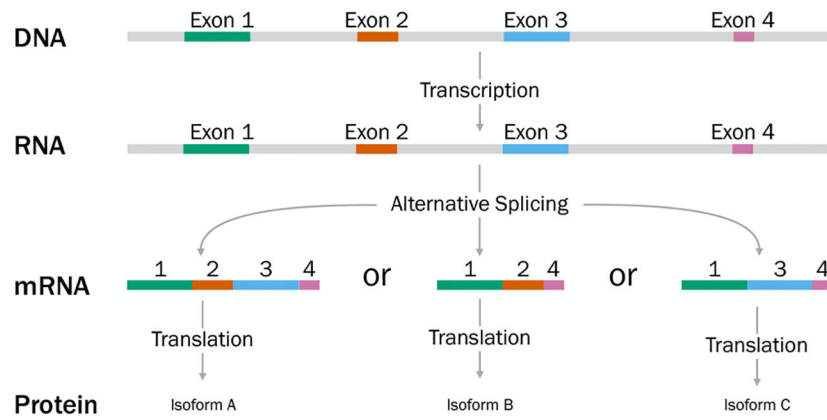 Exon 1 Exon 2 Exon 3 Exon 4
DNA
Transcription
Exon 1 Exon 2 Exon 3 Exon 4
RNA
Alternative Splicing
1 2 3 4 or 1 2 4 or 1 3 4
mRNA
Translation Translation Translation
Protein Isoform A Isoform B Isoform C